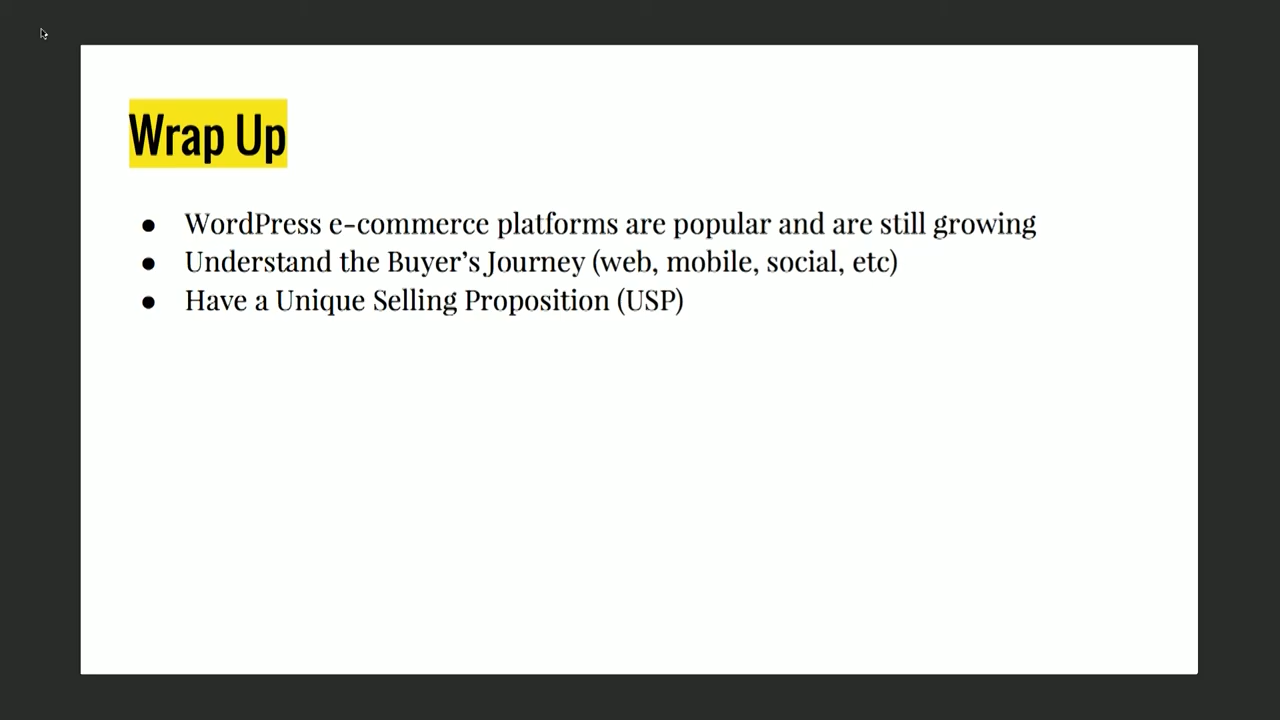 Wrap Up
● WordPress e-commerce platforms are popular and are still growing
● Understand the Buyer’s Journey (web, mobile, social, etc)
● Have a Unique Selling Proposition (USP)